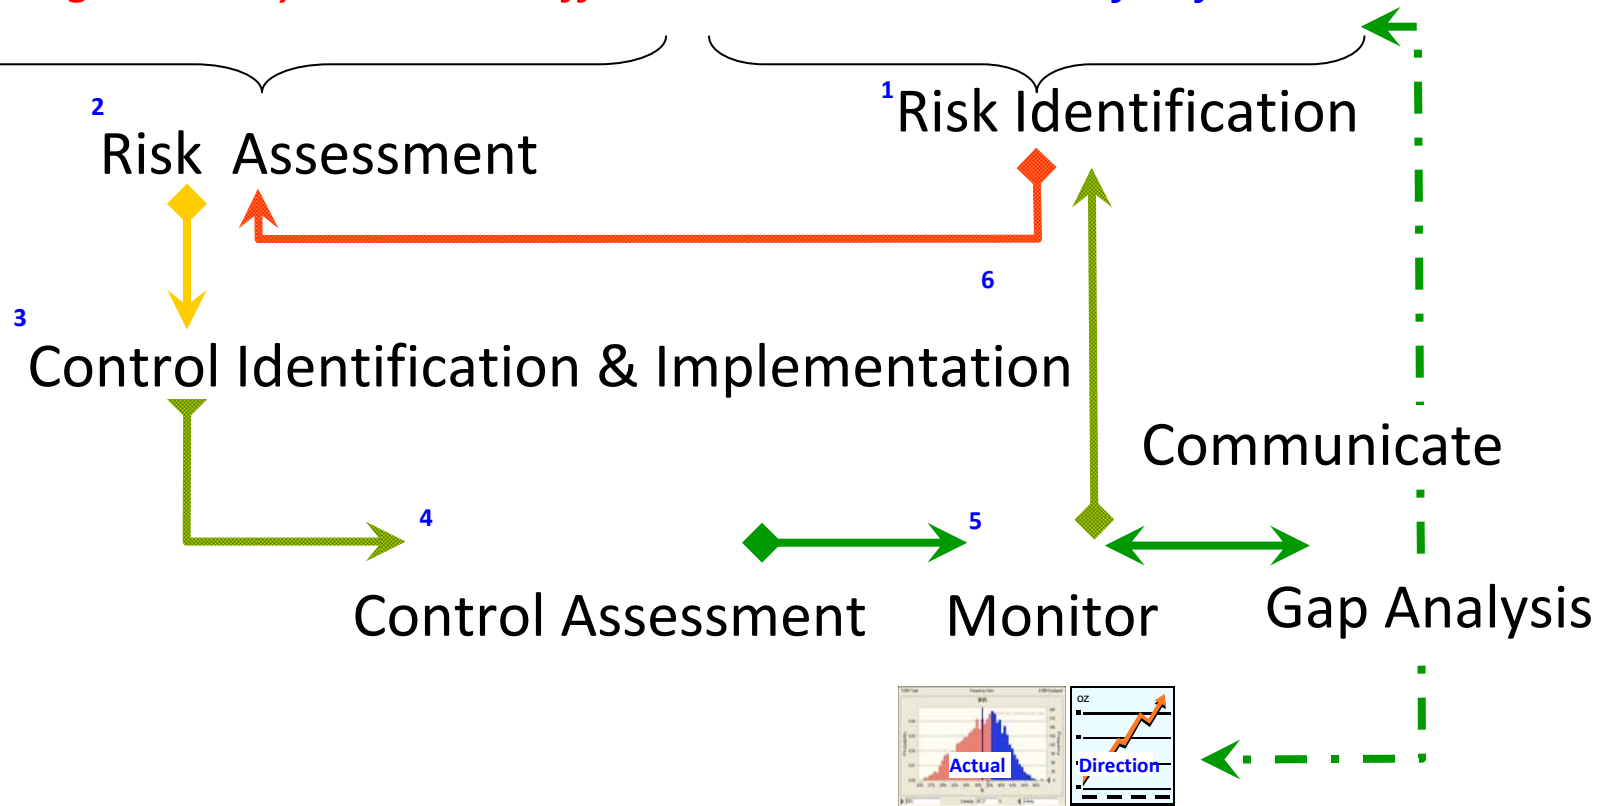 1
Risk Identification
2
Risk Assessment
6
3
Control Identification & Implementation
Communicate
4
5
Control Assessment
Monitor
Gap Analysis
oz
Actual
Direction